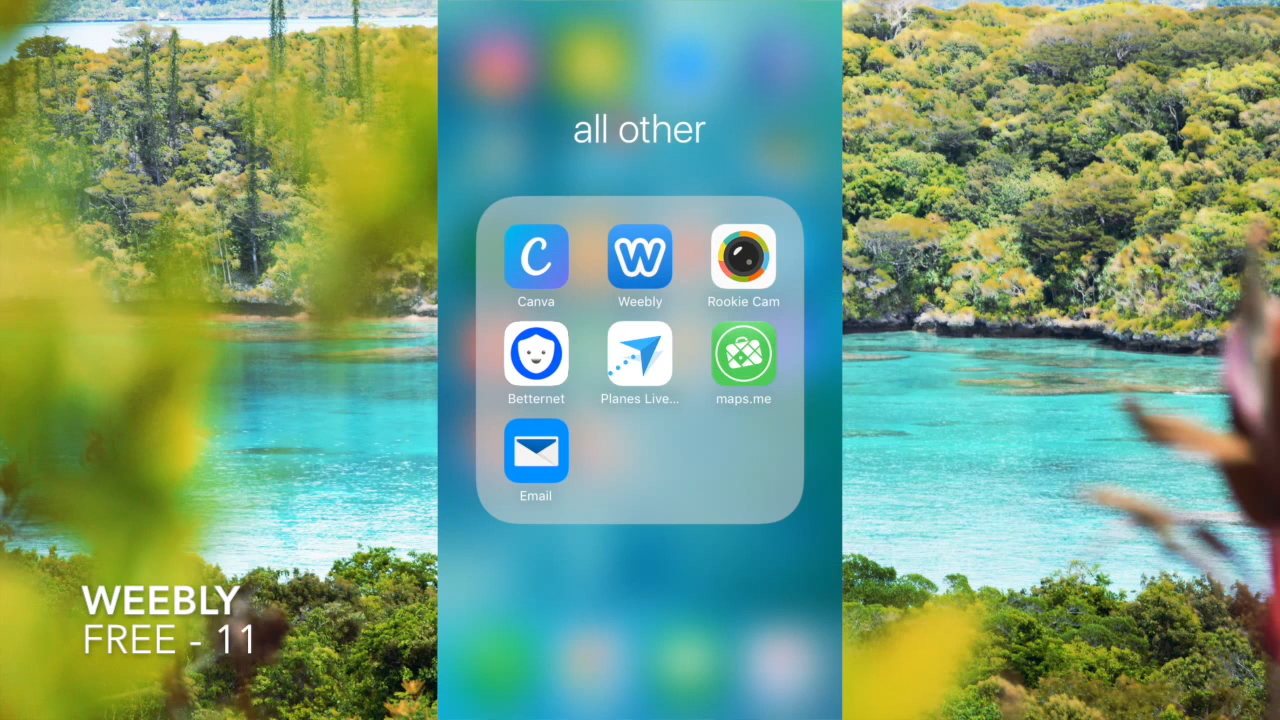 all other
C
W
Canva
Weebly
Rookie Cam
Betternet
Planes Live...
maps.me
Email
WEEBLY
FREE - 11